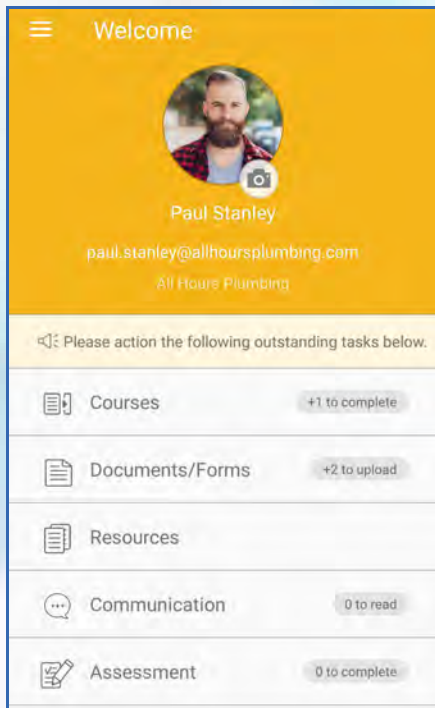 Welcome
Paul Stanley
paul.stanley@allhoursplumbing.com
All Hours Plumbing
Please action the following outstanding tasks below.
Courses +1 to complete
Documents/Forms +2 to upload
Resources
Communication 0 to read
Assessment 0 to complete